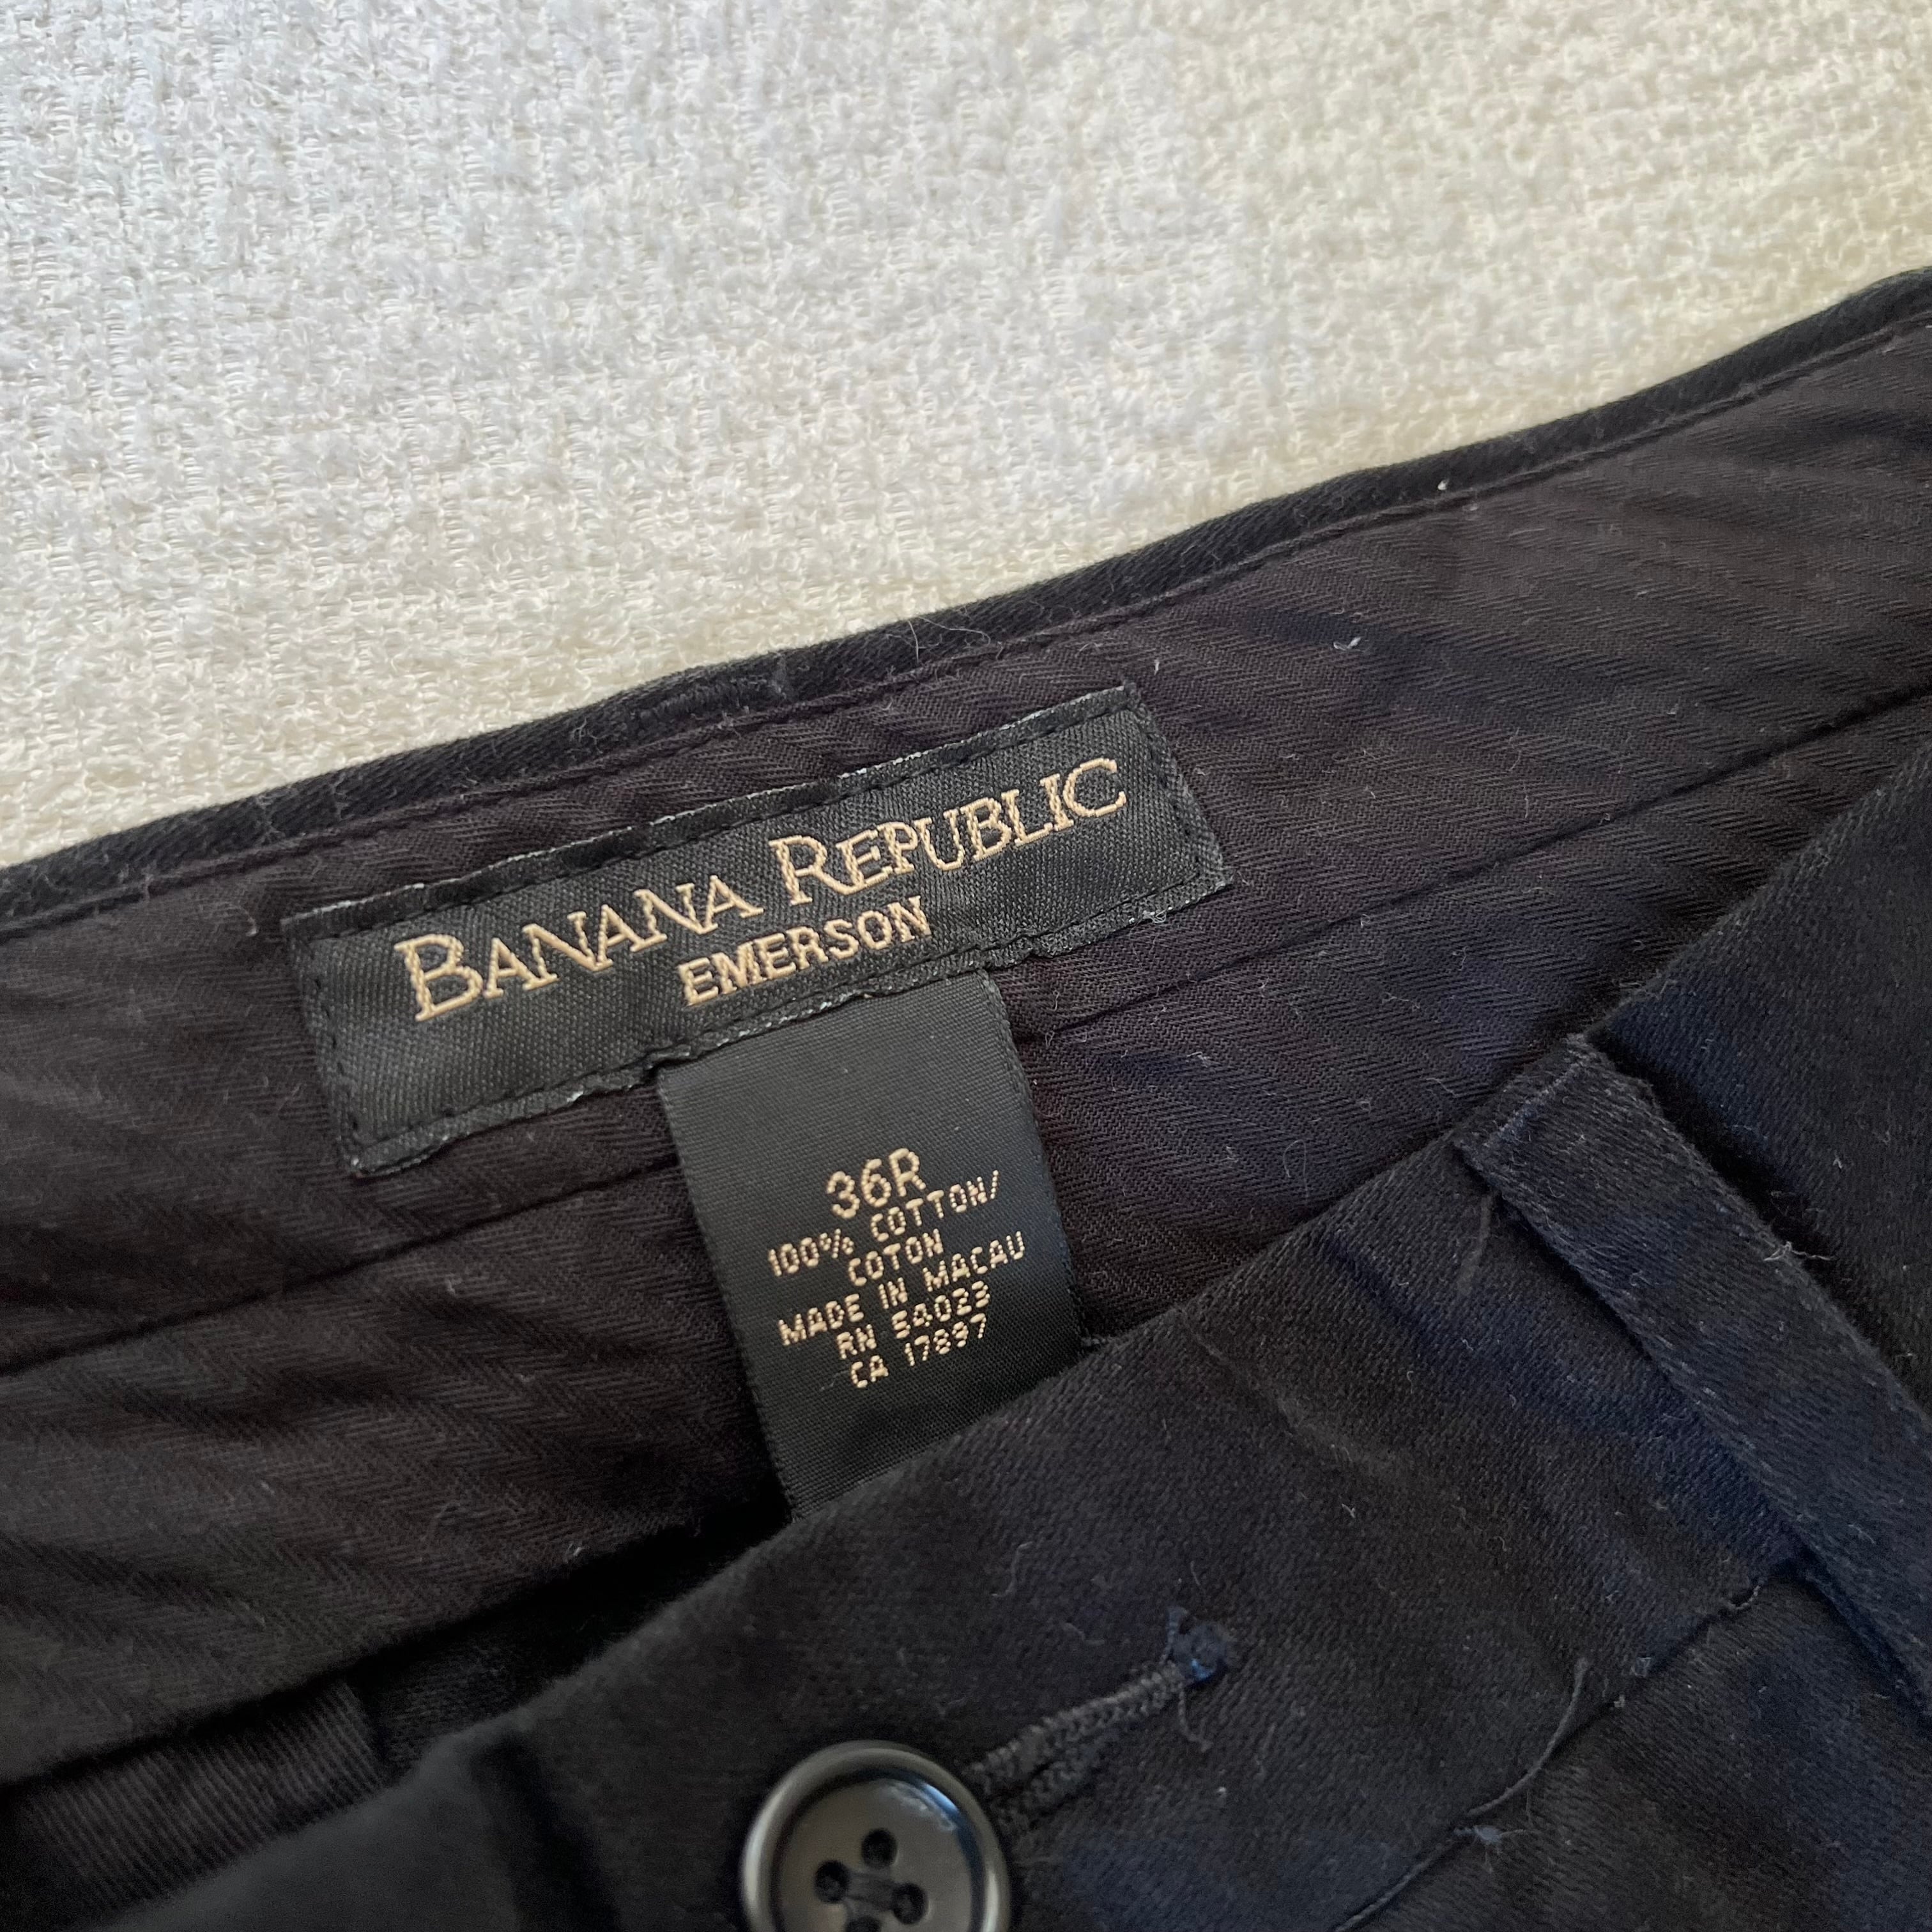 BANANA REPUBLIC
EMERSON
36R
100% COTTON/
COTON
MADE IN MACAU
RN 54023
CA 17897